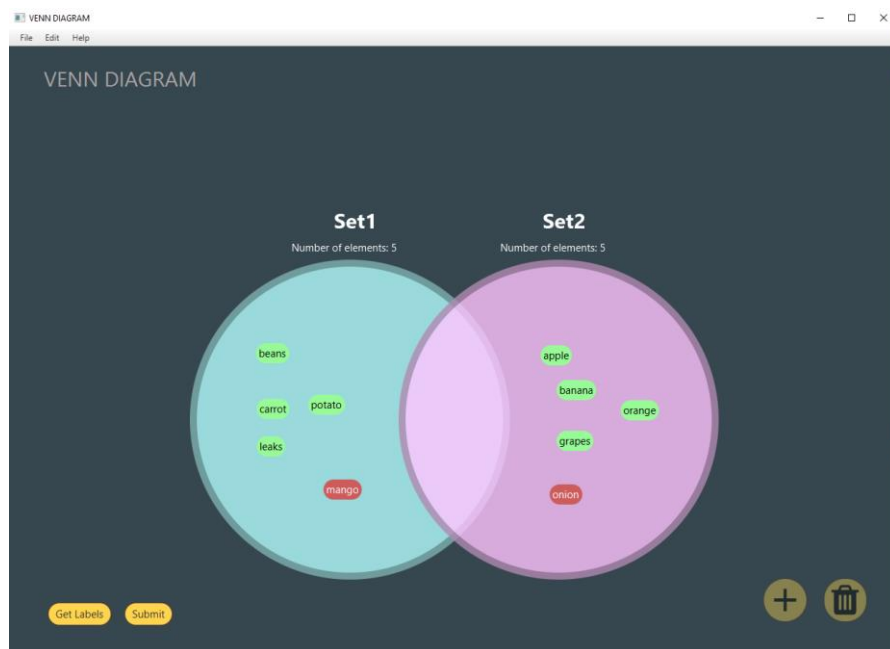 VENN DIAGRAM
File Edit Help
VENN DIAGRAM
Set1 Set2
Number of elements: 5 Number of elements: 5
beans
apple
banana
carrot potato
orange
leaks
grapes
mango
onion
Get Labels Submit